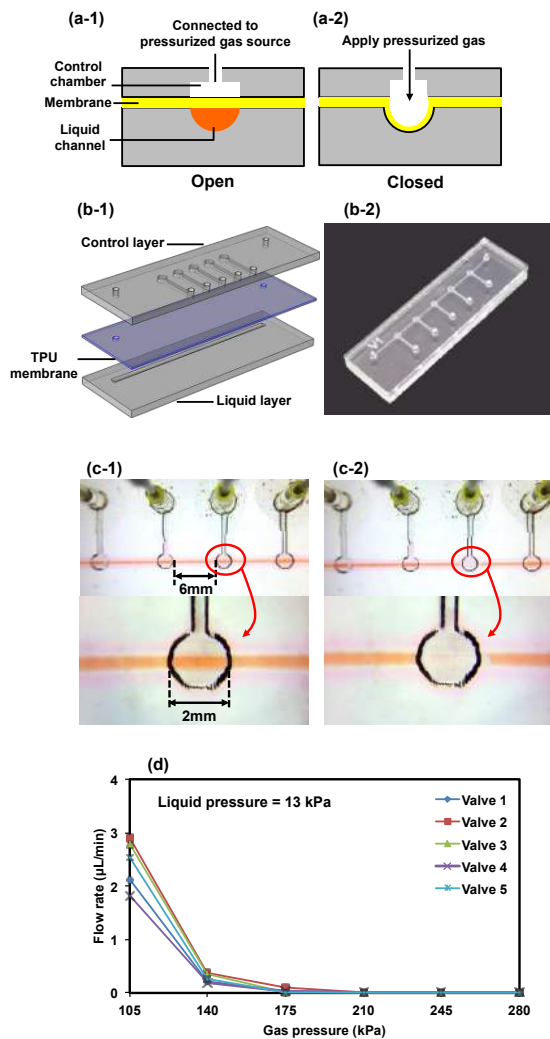 (a-1)
Connected to
pressurized gas source
(a-2)
Apply pressurized gas
Control
chamber
Membrane
Liquid
channel
Open
Closed
(b-1)
(b-2)
Control layer
TPU
membrane
Liquid layer
V1
(c-1)
(c-2)
6mm
2mm
(d)
Liquid pressure = 13 kPa
Valve 1
Valve 2
Valve 3
Valve 4
Valve 5
Flow rate (µL/min)
4
3
2
1
0
105 140 175 210 245 280
Gas pressure (kPa)